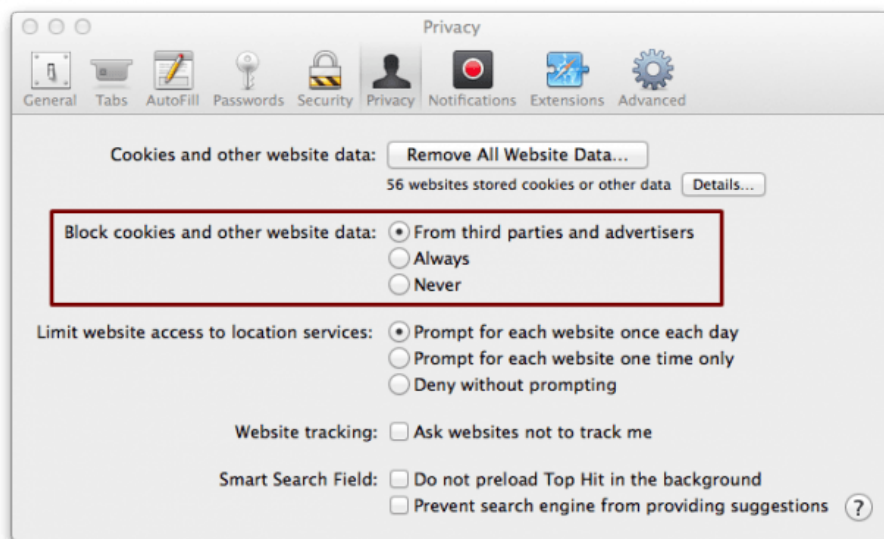 Privacy
General Tabs AutoFill Passwords Security Privacy Notifications Extensions Advanced
Cookies and other website data: Remove All Website Data...
56 websites stored cookies or other data Details...
Block cookies and other website data: From third parties and advertisers
Always
Never
Limit website access to location services: Prompt for each website once each day
Prompt for each website one time only
Deny without prompting
Website tracking: Ask websites not to track me
Smart Search Field: Do not preload Top Hit in the background
Prevent search engine from providing suggestions ?